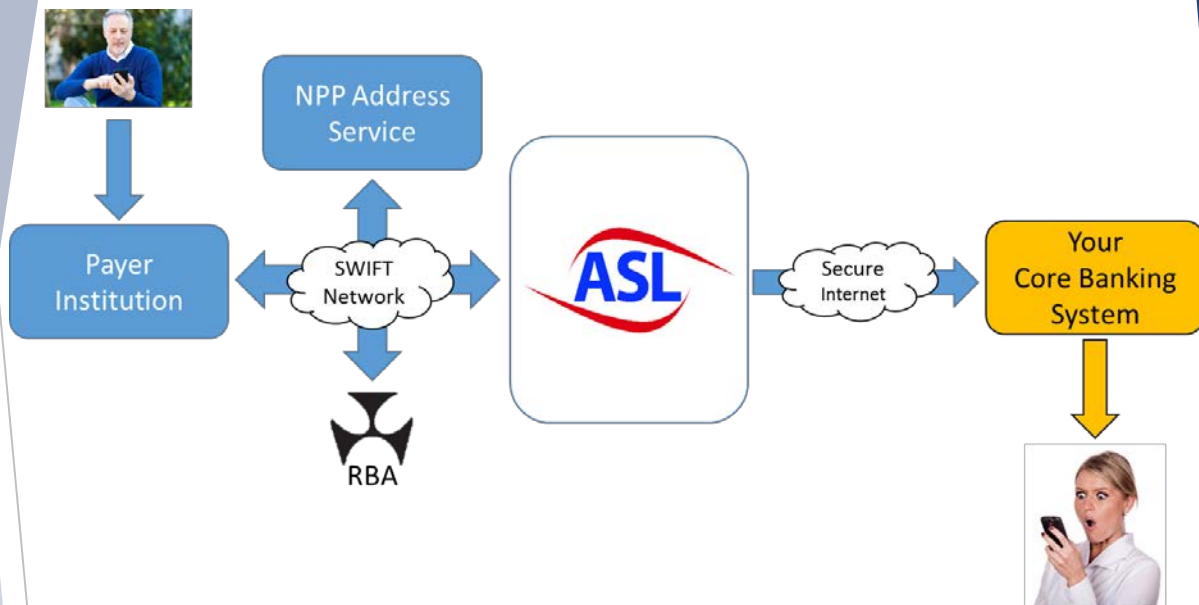 NPP Address
Service
Payer
Institution
SWIFT
Network
ASL
Secure
Internet
Your
Core Banking
System
RBA